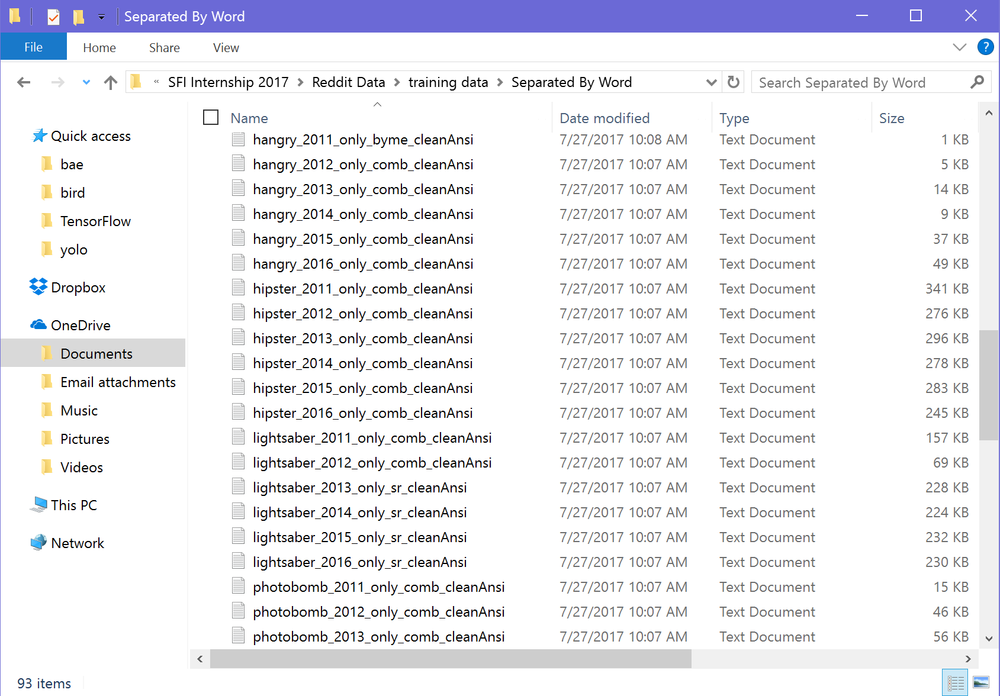 Separated By Word
File Home Share View
?
« SFI Internship 2017 > Reddit Data > training data > Separated By Word
Search Separated By Word
Name Date modified Type Size
Quick access
bae
bird
TensorFlow
yolo
Dropbox
OneDrive
Documents
Email attachments
Music
Pictures
Videos
This PC
Network
hangry_2011_only_byme_cleanAnsi 7/27/2017 10:08 AM Text Document 1 KB
hangry_2012_only_comb_cleanAnsi 7/27/2017 10:07 AM Text Document 5 KB
hangry_2013_only_comb_cleanAnsi 7/27/2017 10:07 AM Text Document 14 KB
hangry_2014_only_comb_cleanAnsi 7/27/2017 10:07 AM Text Document 9 KB
hangry_2015_only_comb_cleanAnsi 7/27/2017 10:07 AM Text Document 37 KB
hangry_2016_only_comb_cleanAnsi 7/27/2017 10:07 AM Text Document 49 KB
hipster_2011_only_comb_cleanAnsi 7/27/2017 10:07 AM Text Document 341 KB
hipster_2012_only_comb_cleanAnsi 7/27/2017 10:07 AM Text Document 276 KB
hipster_2013_only_comb_cleanAnsi 7/27/2017 10:07 AM Text Document 296 KB
hipster_2014_only_comb_cleanAnsi 7/27/2017 10:07 AM Text Document 278 KB
hipster_2015_only_comb_cleanAnsi 7/27/2017 10:07 AM Text Document 283 KB
hipster_2016_only_comb_cleanAnsi 7/27/2017 10:07 AM Text Document 245 KB
lightsaber_2011_only_comb_cleanAnsi 7/27/2017 10:07 AM Text Document 157 KB
lightsaber_2012_only_comb_cleanAnsi 7/27/2017 10:07 AM Text Document 69 KB
lightsaber_2013_only_sr_cleanAnsi 7/27/2017 10:07 AM Text Document 228 KB
lightsaber_2014_only_sr_cleanAnsi 7/27/2017 10:07 AM Text Document 224 KB
lightsaber_2015_only_sr_cleanAnsi 7/27/2017 10:07 AM Text Document 232 KB
lightsaber_2016_only_sr_cleanAnsi 7/27/2017 10:07 AM Text Document 230 KB
photobomb_2011_only_comb_cleanAnsi 7/27/2017 10:07 AM Text Document 15 KB
photobomb_2012_only_comb_cleanAnsi 7/27/2017 10:07 AM Text Document 46 KB
photobomb_2013_only_comb_cleanAnsi 7/27/2017 10:07 AM Text Document 56 KB
93 items